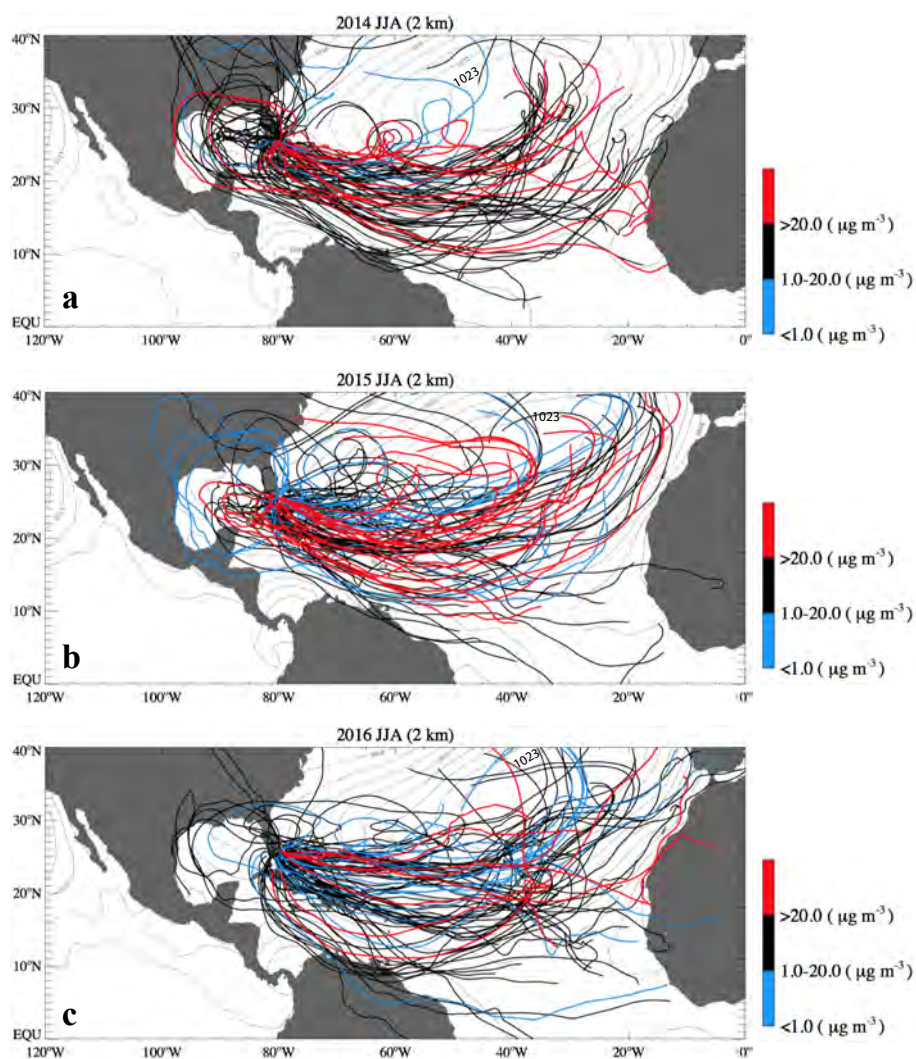 2014 JJA (2 km)
40°N
1023
30°N
20°N
>20.0 ( μg m⁻³)
10°N
1.0-20.0 ( μg m⁻³)
a
EQU
<1.0 ( μg m⁻³)
120°W 100°W 80°W 60°W 40°W 20°W 0°
2015 JJA (2 km)
40°N
1023
30°N
20°N
>20.0 ( μg m⁻³)
10°N
1.0-20.0 ( μg m⁻³)
b
EQU
<1.0 ( μg m⁻³)
120°W 100°W 80°W 60°W 40°W 20°W 0°
2016 JJA (2 km)
40°N
1023
30°N
20°N
>20.0 ( μg m⁻³)
10°N
1.0-20.0 ( μg m⁻³)
c
EQU
<1.0 ( μg m⁻³)
120°W 100°W 80°W 60°W 40°W 20°W 0°